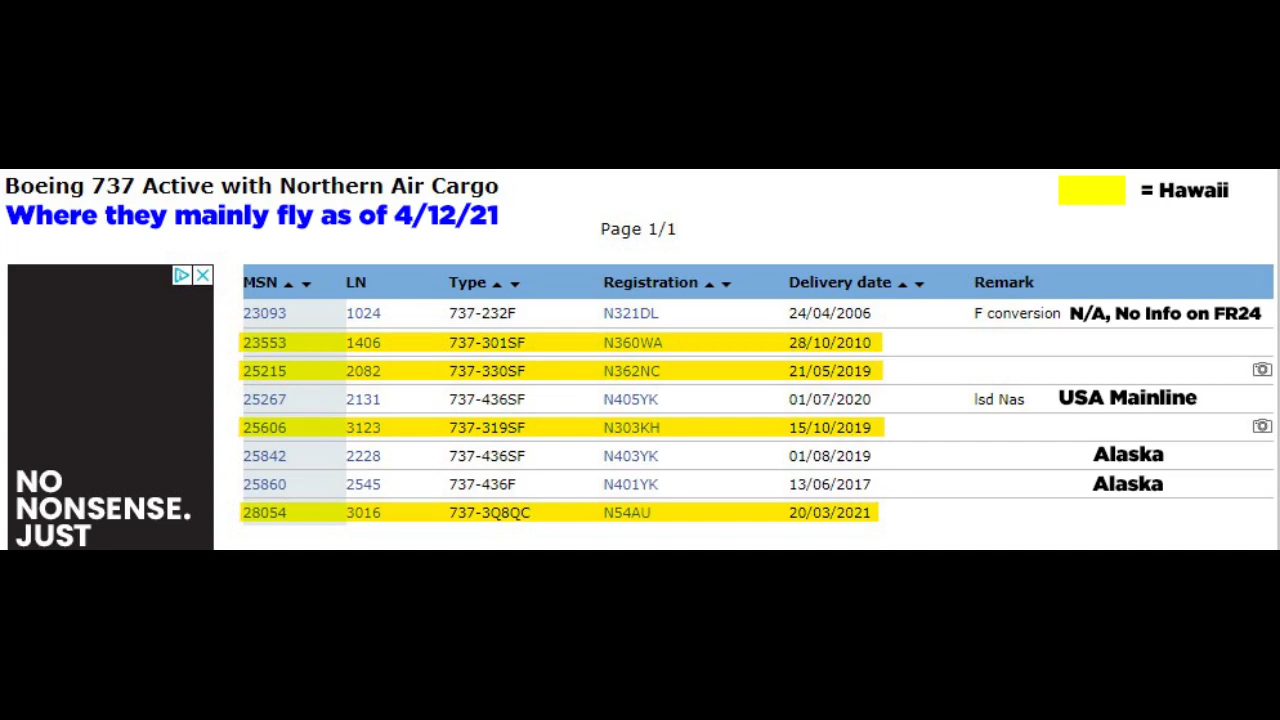 Boeing 737 Active with Northern Air Cargo
= Hawaii
Where they mainly fly as of 4/12/21
Page 1/1
MSN LN Type Registration Delivery date Remark
23093 1024 737-232F N321DL 24/04/2006 F conversion N/A, No Info on FR24
23553 1406 737-301SF N360WA 28/10/2010
25215 2082 737-330SF N362NC 21/05/2019
25267 2131 737-436SF N405YK 01/07/2020 lsd Nas USA Mainline
25606 3123 737-319SF N303KH 15/10/2019
25842 2228 737-436SF N403YK 01/08/2019 Alaska
25860 2545 737-436F N401YK 13/06/2017 Alaska
28054 3016 737-3Q8QC N54AU 20/03/2021
NO
NONSENSE.
JUST